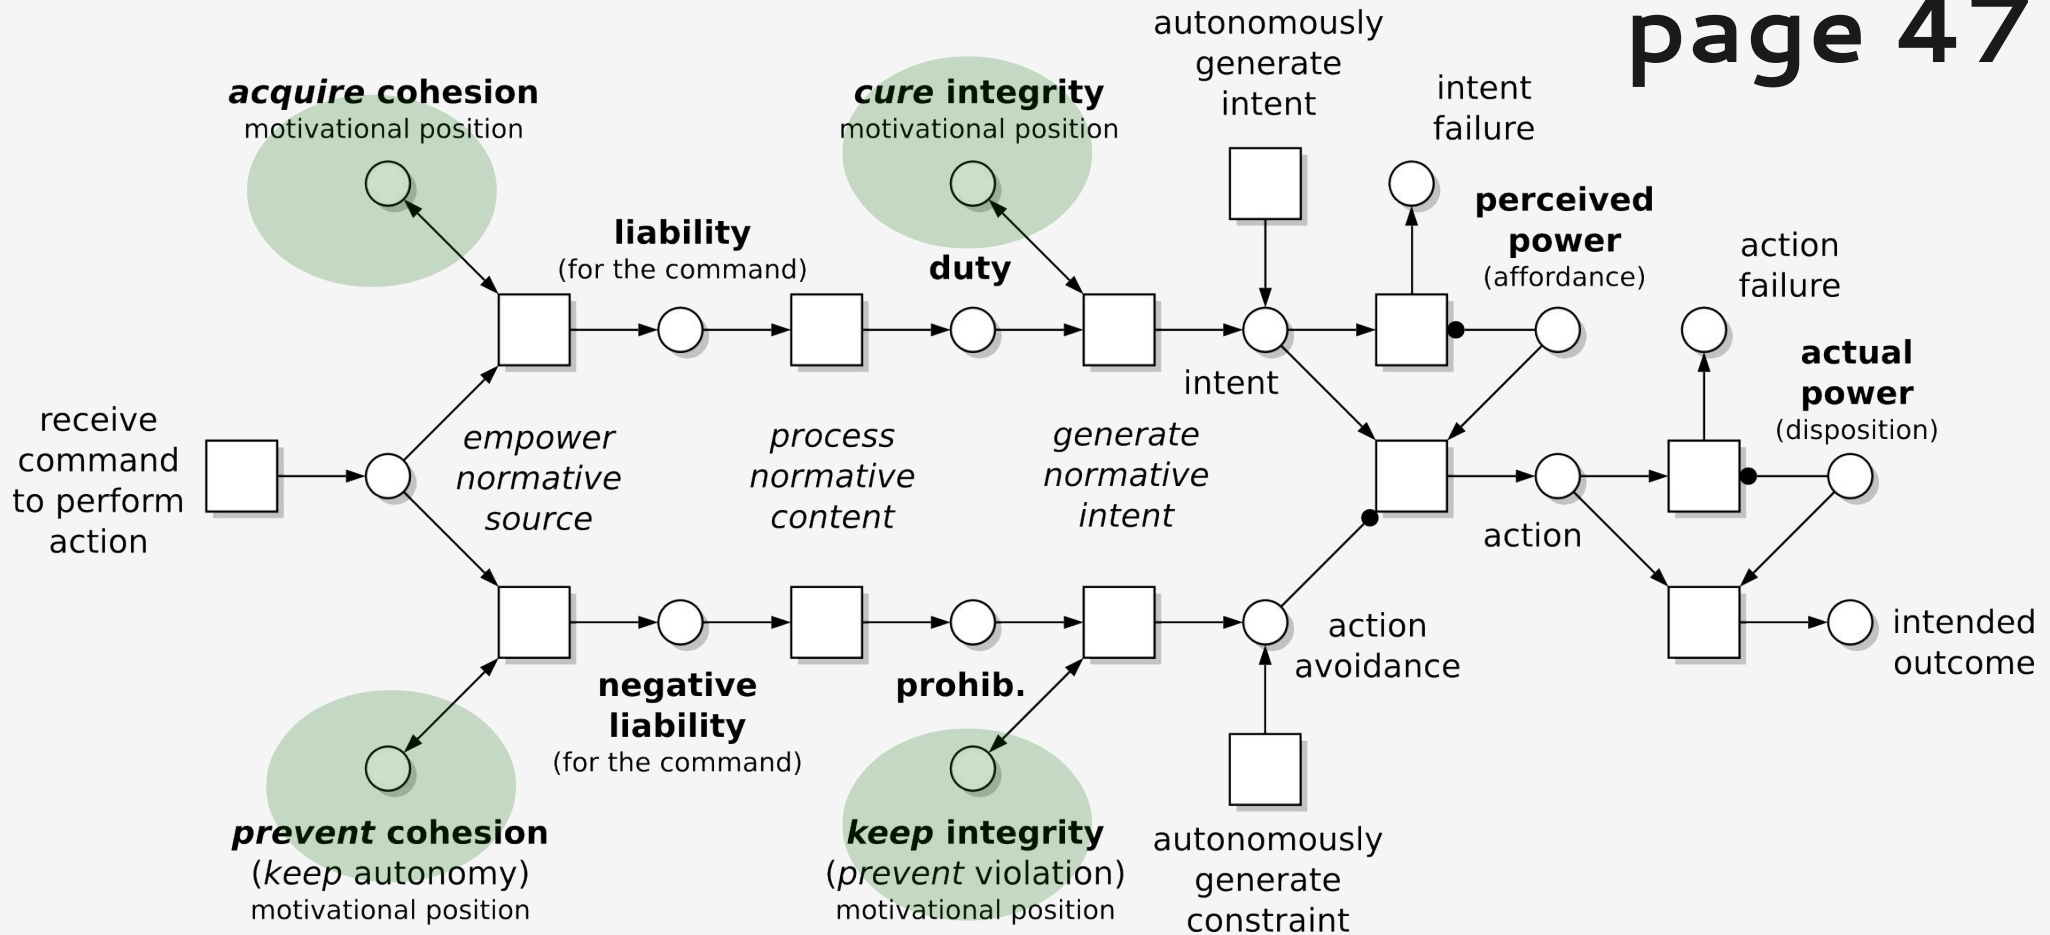 page 47
autonomously
generate
intent
acquire cohesion
motivational position
cure integrity
motivational position
intent
failure
perceived
power
(affordance)
liability
(for the command)
duty
action
failure
actual
power
(disposition)
intent
receive
command
to perform
action
empower
normative
source
process
normative
content
generate
normative
intent
action
action
avoidance
intended
outcome
negative
liability
(for the command)
prohib.
prevent cohesion
(keep autonomy)
motivational position
keep integrity
(prevent violation)
motivational position
autonomously
generate
constraint